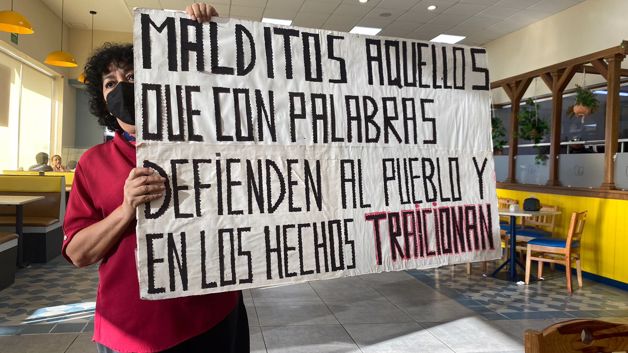 MALDITOS AQUELLOS
QUE CON PALABRAS
DEFIENDEN AL PUEBLO Y
EN LOS HECHOS TRAICIONAN